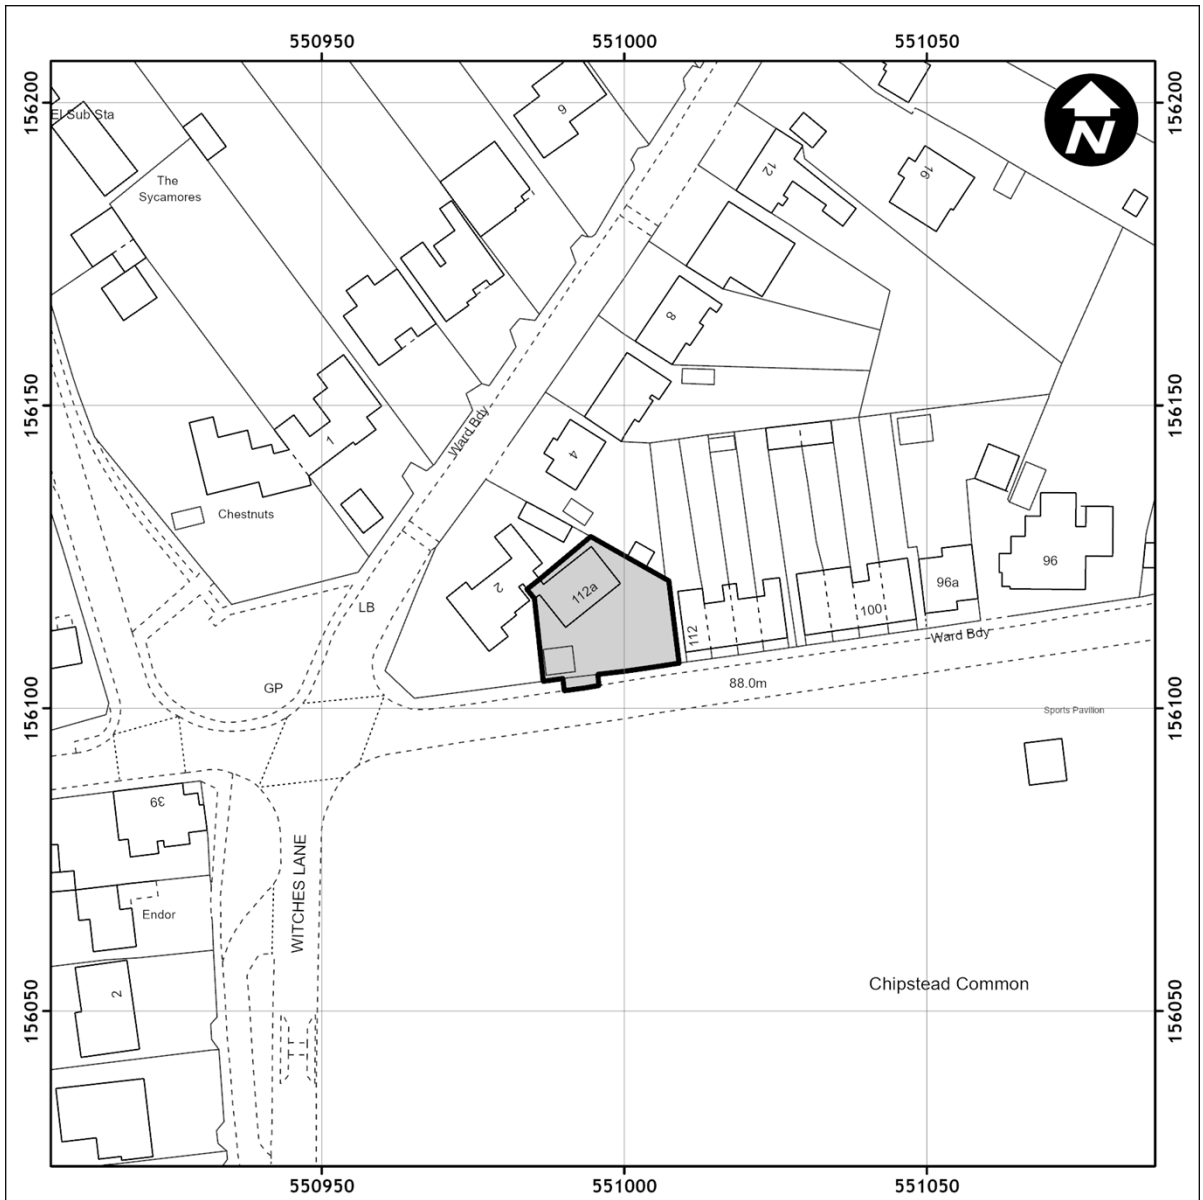 550950
551000
551050
156200
156200
El Sub Sta
The
Sycamores
9
12
16
N
8
156150
156150
1
Ward Bdy
4
Chestnuts
2
112a
96
96a
LB
100
112
Ward Bdy
GP
88.0m
156100
156100
Sports Pavilion
39
WITCHES LANE
Endor
Chipstead Common
2
156050
156050
550950
551000
551050